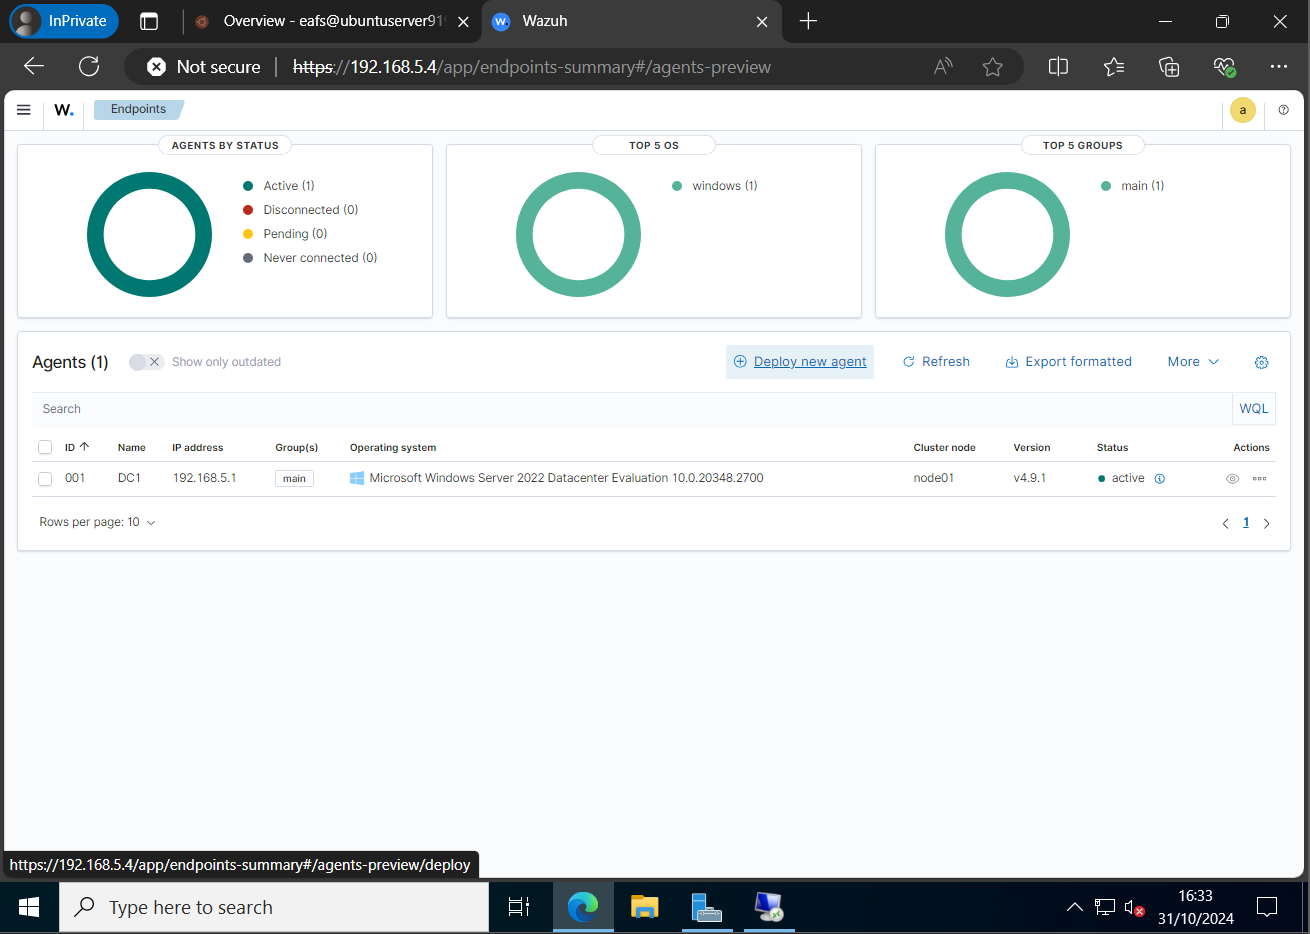 InPrivate
Overview - eafs@ubuntuserver91
Wazuh
Not secure
https://192.168.5.4/app/endpoints-summary#/agents-preview
W.
Endpoints
a
AGENTS BY STATUS
Active (1)
Disconnected (0)
Pending (0)
Never connected (0)
TOP 5 OS
windows (1)
TOP 5 GROUPS
main (1)
Agents (1)
Show only outdated
Deploy new agent
Refresh
Export formatted
More
Search
WQL
ID Name IP address Group(s) Operating system Cluster node Version Status Actions
001 DC1 192.168.5.1 main Microsoft Windows Server 2022 Datacenter Evaluation 10.0.20348.2700 node01 v4.9.1 active
Rows per page: 10
1
https://192.168.5.4/app/endpoints-summary#/agents-preview/deploy
Type here to search
16:33
31/10/2024